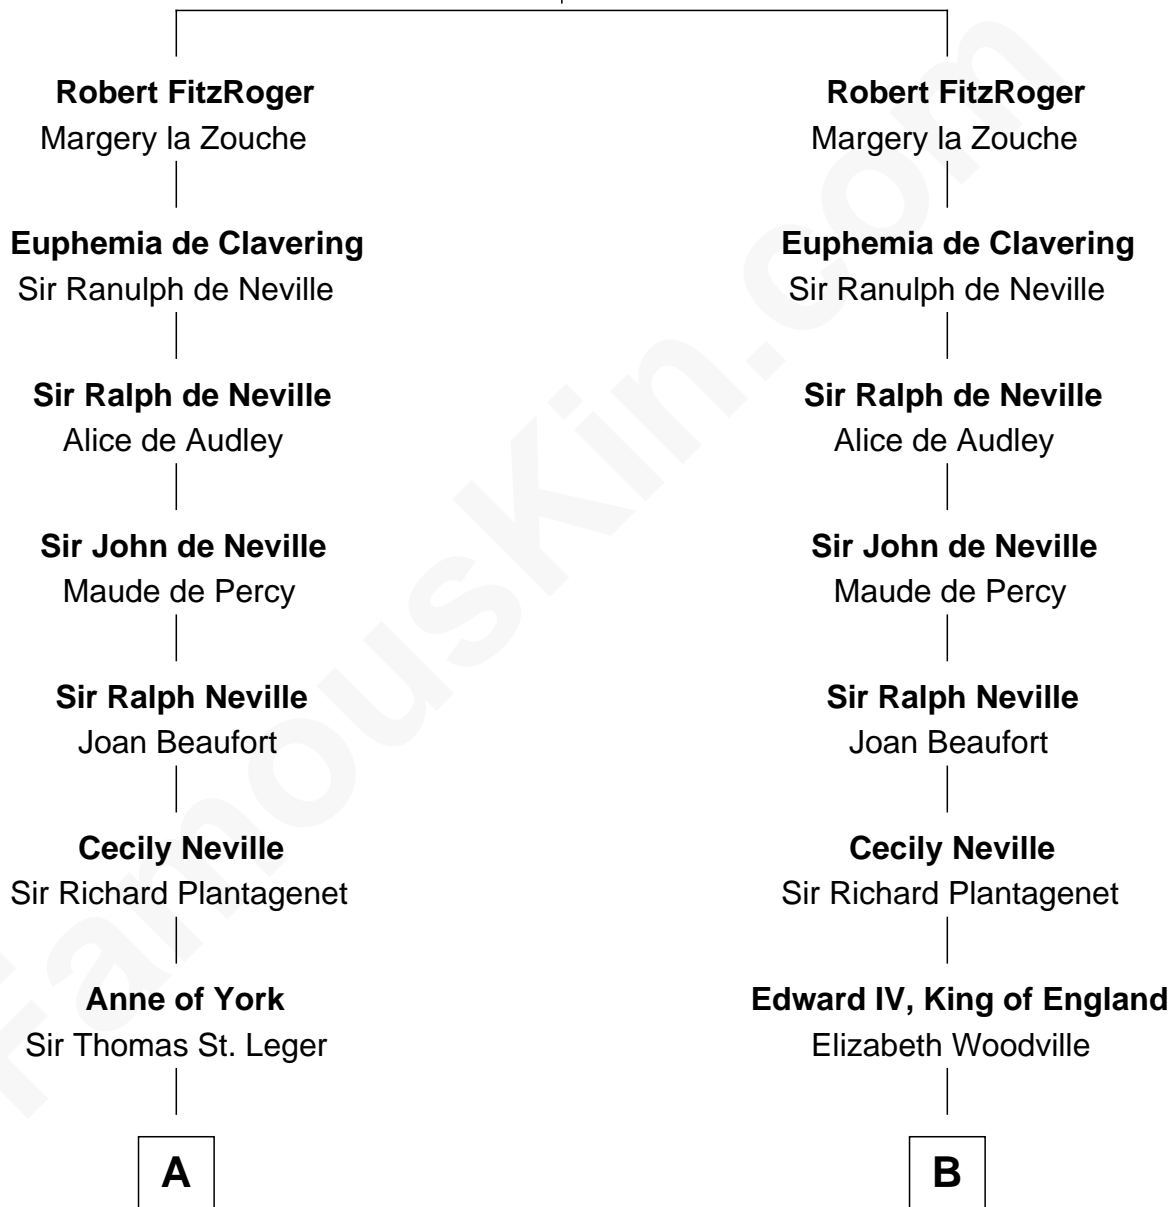 Robert FitzRoger
Margery la Zouche
Euphemia de Clavering
Sir Ranulph de Neville
Sir Ralph de Neville
Alice de Audley
Sir John de Neville
Maude de Percy
Sir Ralph Neville
Joan Beaufort
Cecily Neville
Sir Richard Plantagenet
Anne of York
Sir Thomas St. Leger
A
Robert FitzRoger
Margery la Zouche
Euphemia de Clavering
Sir Ranulph de Neville
Sir Ralph de Neville
Alice de Audley
Sir John de Neville
Maude de Percy
Sir Ralph Neville
Joan Beaufort
Cecily Neville
Sir Richard Plantagenet
Edward IV, King of England
Elizabeth Woodville
B
FamousKin.com